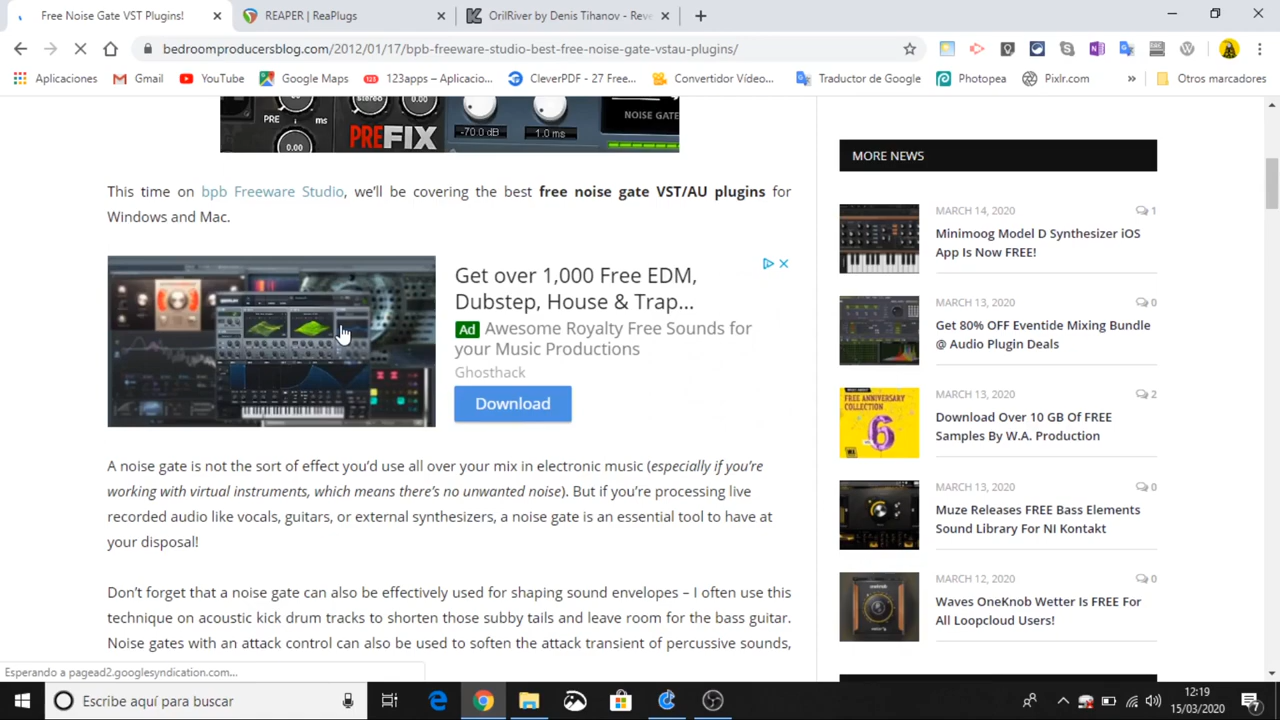 Free Noise Gate VST Plugins!
REAPER | ReaPlugs
OrilRiver by Denis Tihanov - Reve
bedroomproducersblog.com/2012/01/17/bpb-freeware-studio-best-free-noise-gate-vstau-plugins/
Aplicaciones
Gmail
YouTube
Google Maps
123apps – Aplicacio...
CleverPDF - 27 Free...
Convertidor Vídeo...
Traductor de Google
Photopea
Pixlr.com
»
Otros marcadores
PRE
ms
0.00
stereo
0.00
PREFIX
-70.0 dB
1.0 ms
NOISE GATE
This time on bpb Freeware Studio, we'll be covering the best free noise gate VST/AU plugins for
Windows and Mac.
Get over 1,000 Free EDM,
Dubstep, House & Trap...
Ad Awesome Royalty Free Sounds for
your Music Productions
Ghosthack
Download
A noise gate is not the sort of effect you'd use all over your mix in electronic music (especially if you're
working with virtual instruments, which means there's no unwanted noise). But if you're processing live
recorded audio like vocals, guitars, or external synthesizers, a noise gate is an essential tool to have at
your disposal!
Don't forget that a noise gate can also be effectively used for shaping sound envelopes – I often use this
technique on acoustic kick drum tracks to shorten those subby tails and leave room for the bass guitar.
Noise gates with an attack control can also be used to soften the attack transient of percussive sounds,
MORE NEWS
MARCH 14, 2020 1
Minimoog Model D Synthesizer iOS
App Is Now FREE!
MARCH 13, 2020 0
Get 80% OFF Eventide Mixing Bundle
@ Audio Plugin Deals
FREE ANNIVERSARY
COLLECTION
6
MARCH 13, 2020 2
Download Over 10 GB Of FREE
Samples By W.A. Production
MARCH 13, 2020 0
Muze Releases FREE Bass Elements
Sound Library For NI Kontakt
MARCH 12, 2020 0
Waves OneKnob Wetter Is FREE For
All Loopcloud Users!
Esperando a pagead2.googlesyndication.com...
Escribe aquí para buscar
12:19
15/03/2020
7